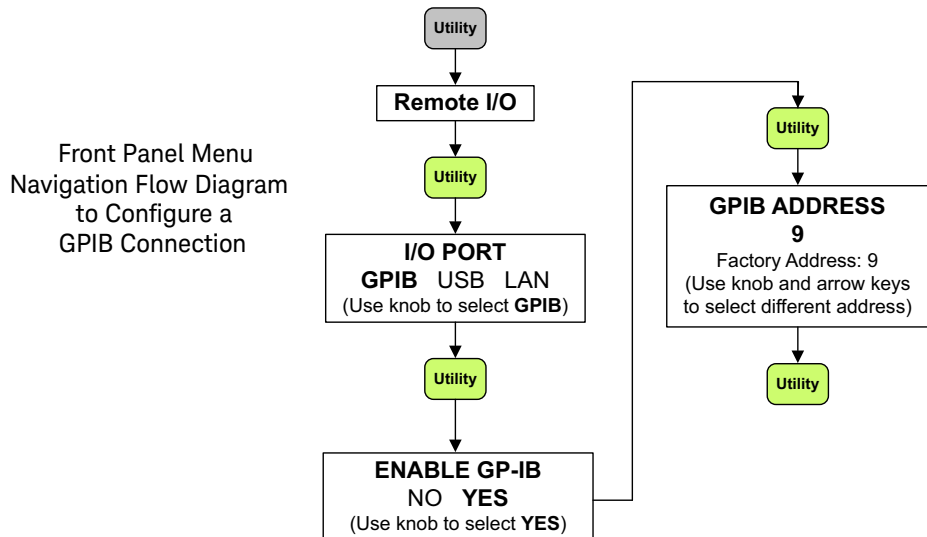 Front Panel Menu
Navigation Flow Diagram
to Configure a
GPIB Connection
Utility
Remote I/O
Utility
I/O PORT
GPIB USB LAN
(Use knob to select GPIB)
Utility
ENABLE GP-IB
NO YES
(Use knob to select YES)
Utility
GPIB ADDRESS
9
Factory Address: 9
(Use knob and arrow keys
to select different address)
Utility